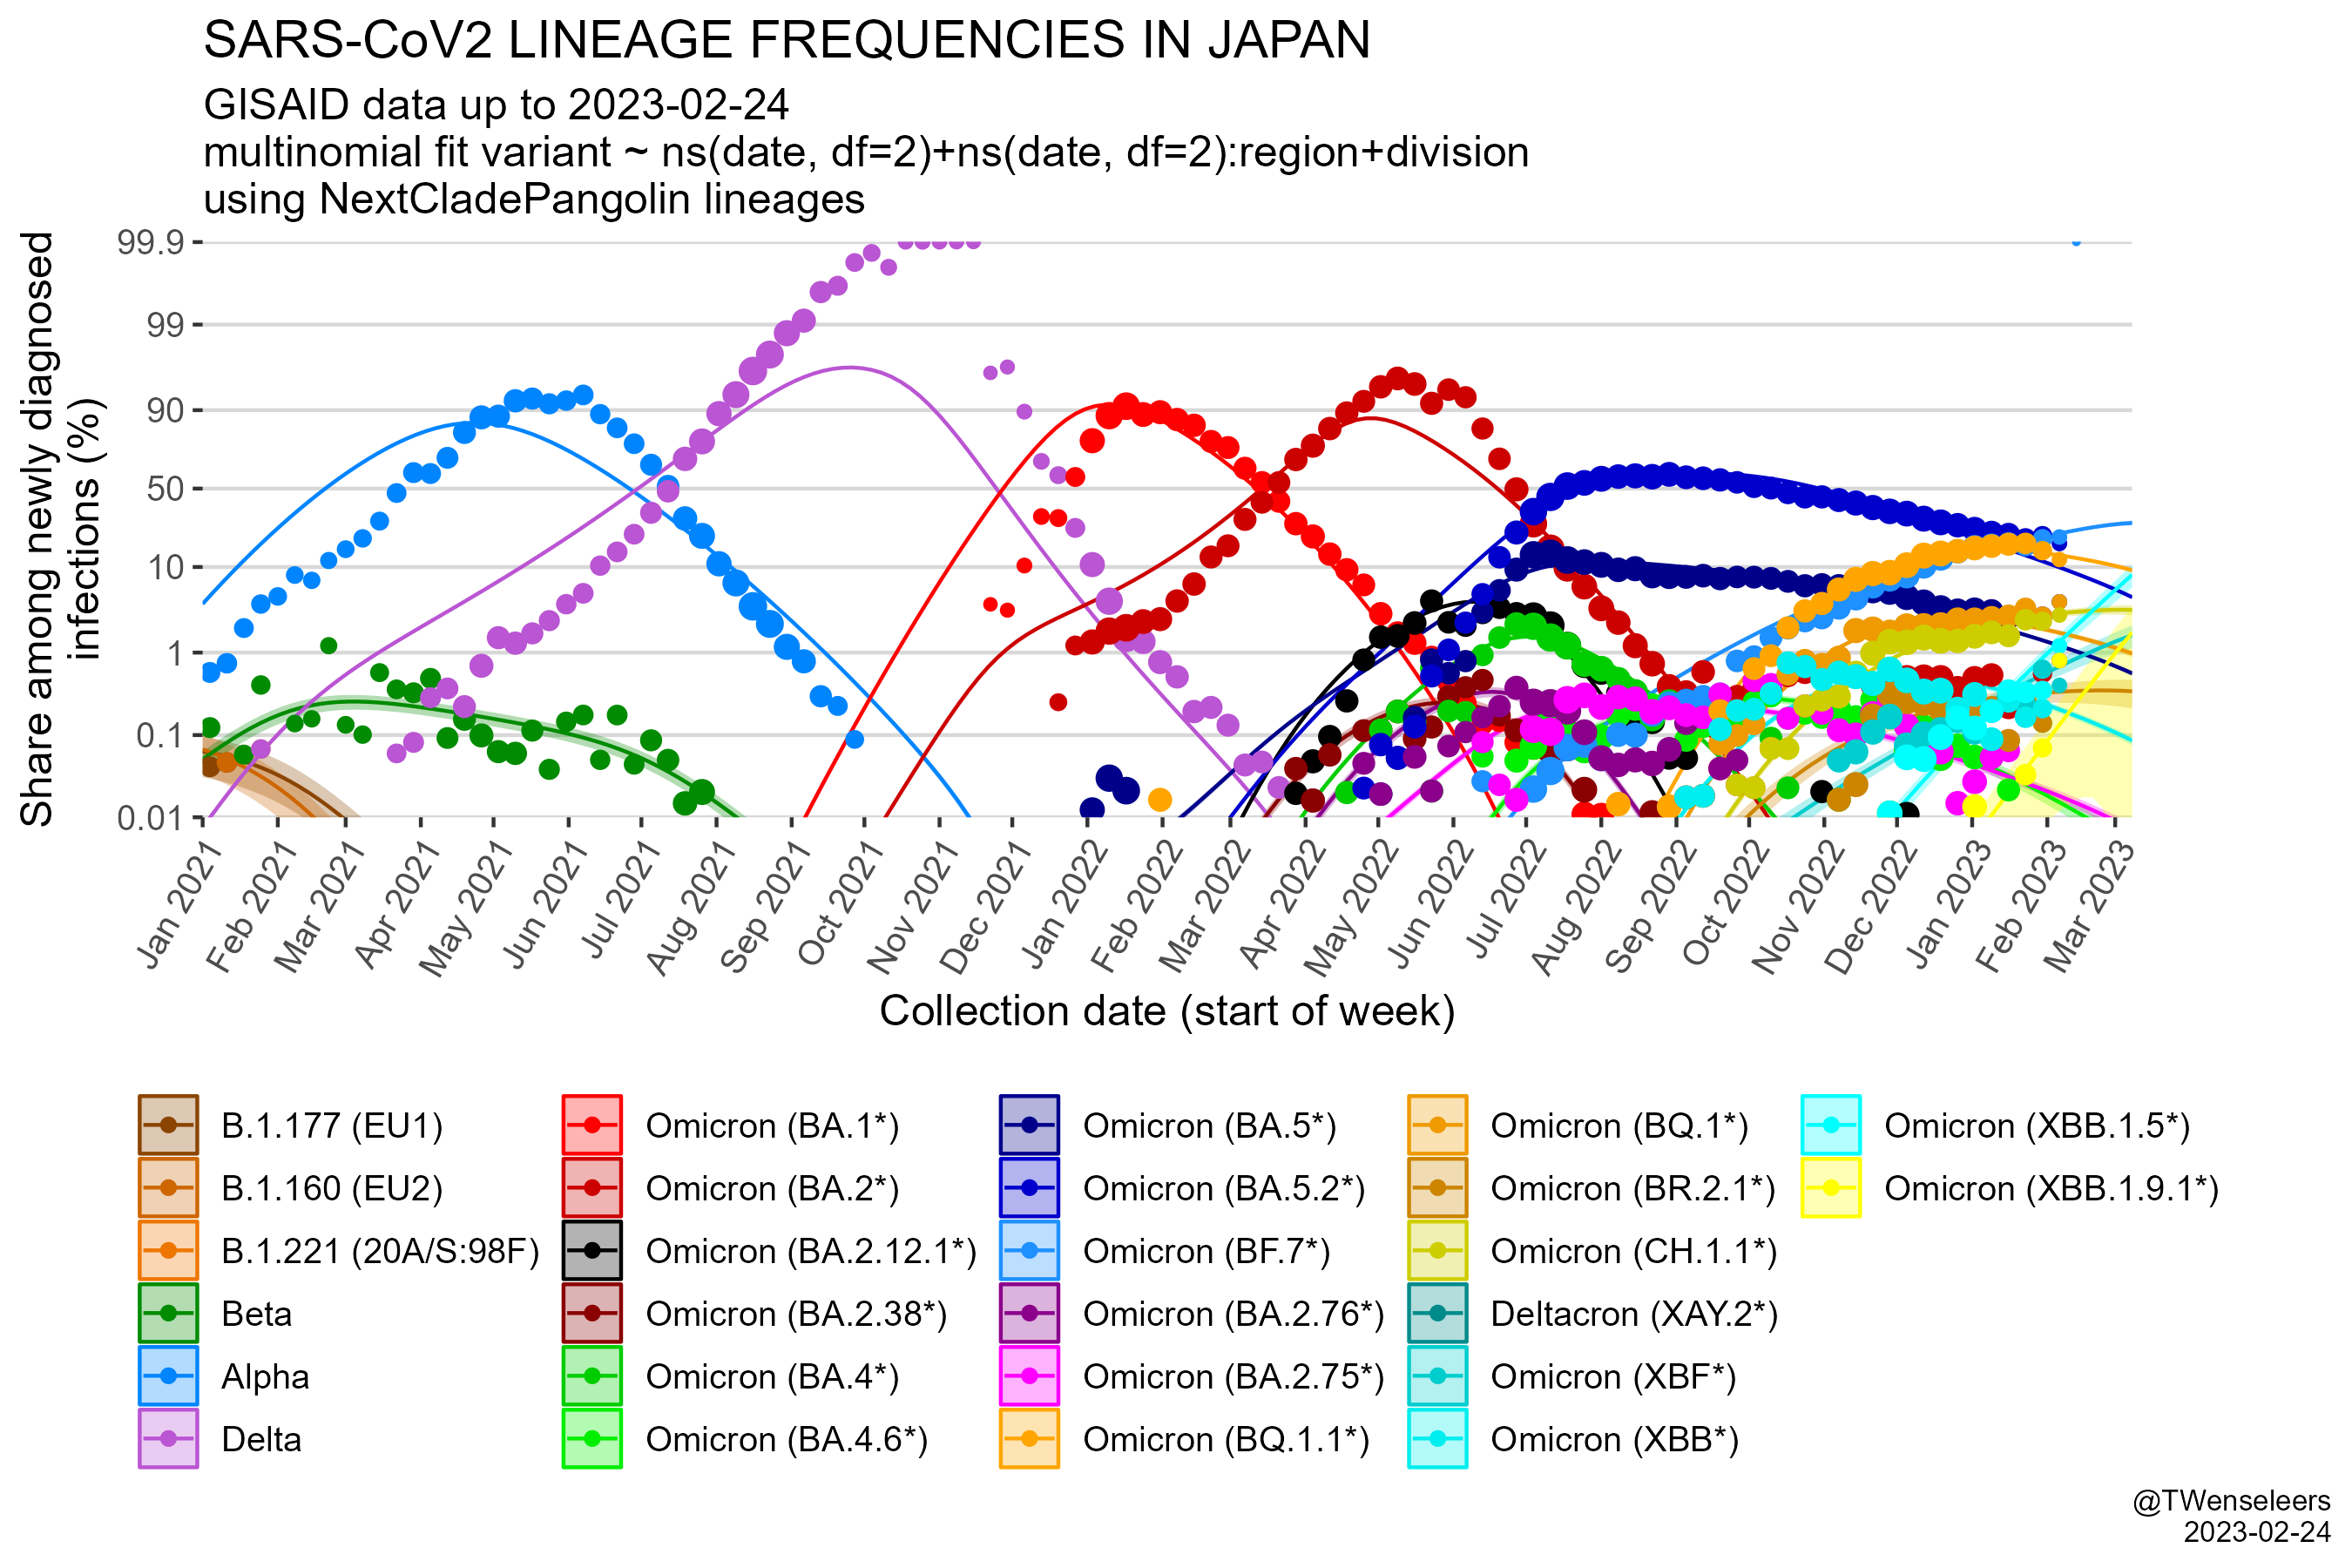 SARS-CoV2 LINEAGE FREQUENCIES IN JAPAN
GISAID data up to 2023-02-24
multinomial fit variant ~ ns(date, df=2)+ns(date, df=2):region+division
using NextCladePangolin lineages
Share among newly diagnosed
infections (%)
99.9
99
90
50
10
1
0.1
0.01
Jan 2021
Feb 2021
Mar 2021
Apr 2021
May 2021
Jun 2021
Jul 2021
Aug 2021
Sep 2021
Oct 2021
Nov 2021
Dec 2021
Jan 2022
Feb 2022
Mar 2022
Apr 2022
May 2022
Jun 2022
Jul 2022
Aug 2022
Sep 2022
Oct 2022
Nov 2022
Dec 2022
Jan 2023
Feb 2023
Mar 2023
Collection date (start of week)
B.1.177 (EU1)
B.1.160 (EU2)
B.1.221 (20A/S:98F)
Beta
Alpha
Delta
Omicron (BA.1*)
Omicron (BA.2*)
Omicron (BA.2.12.1*)
Omicron (BA.2.38*)
Omicron (BA.4*)
Omicron (BA.4.6*)
Omicron (BA.5*)
Omicron (BA.5.2*)
Omicron (BF.7*)
Omicron (BA.2.76*)
Omicron (BA.2.75*)
Omicron (BQ.1.1*)
Omicron (BQ.1*)
Omicron (BR.2.1*)
Omicron (CH.1.1*)
Deltacron (XAY.2*)
Omicron (XBF*)
Omicron (XBB*)
Omicron (XBB.1.5*)
Omicron (XBB.1.9.1*)
@TWenseleers
2023-02-24